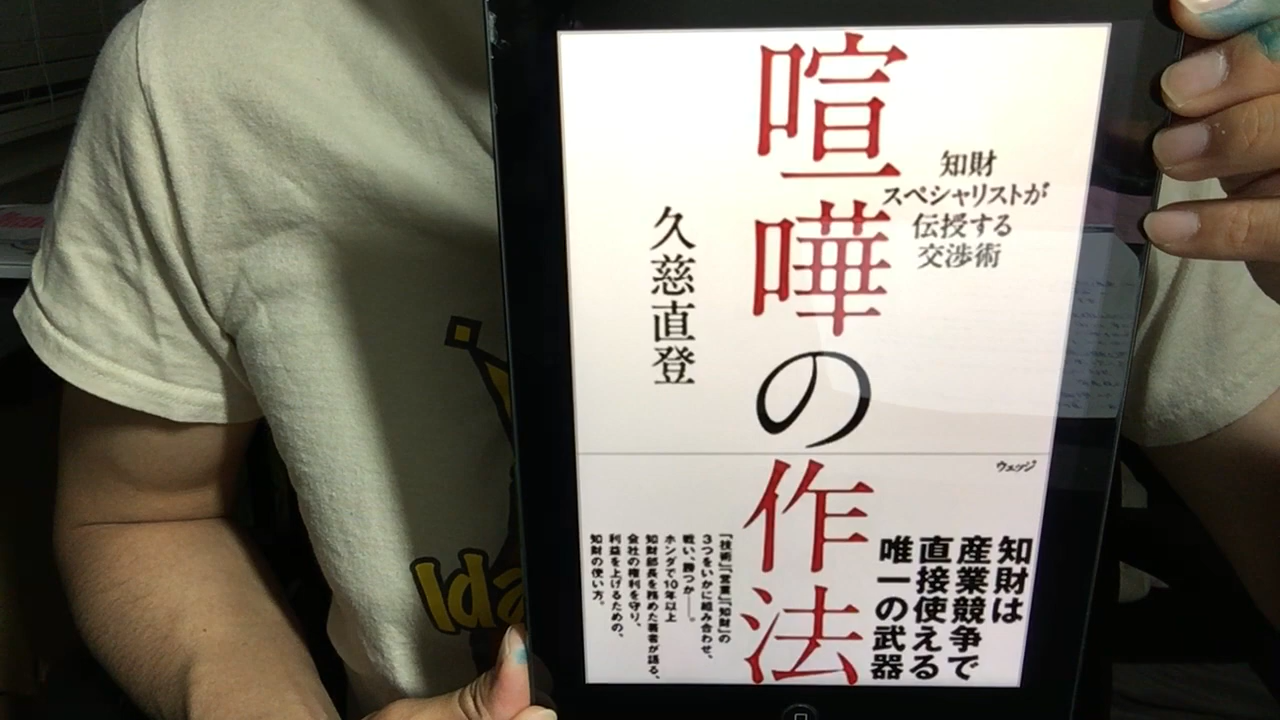 知財
スペシャリストが
伝授する
交渉術
喧嘩の作法
久慈直登
ウェッジ
知財は
産業競争で
直接使える
唯一の武器
「技術」「営業」「知財」の
3つをいかに組み合わせ、
戦い、勝つか――。
ホンダで10年以上
知財部長を務めた著者が語る、
会社の権利を守り、
利益を上げるための、
知財の使い方。
Ida